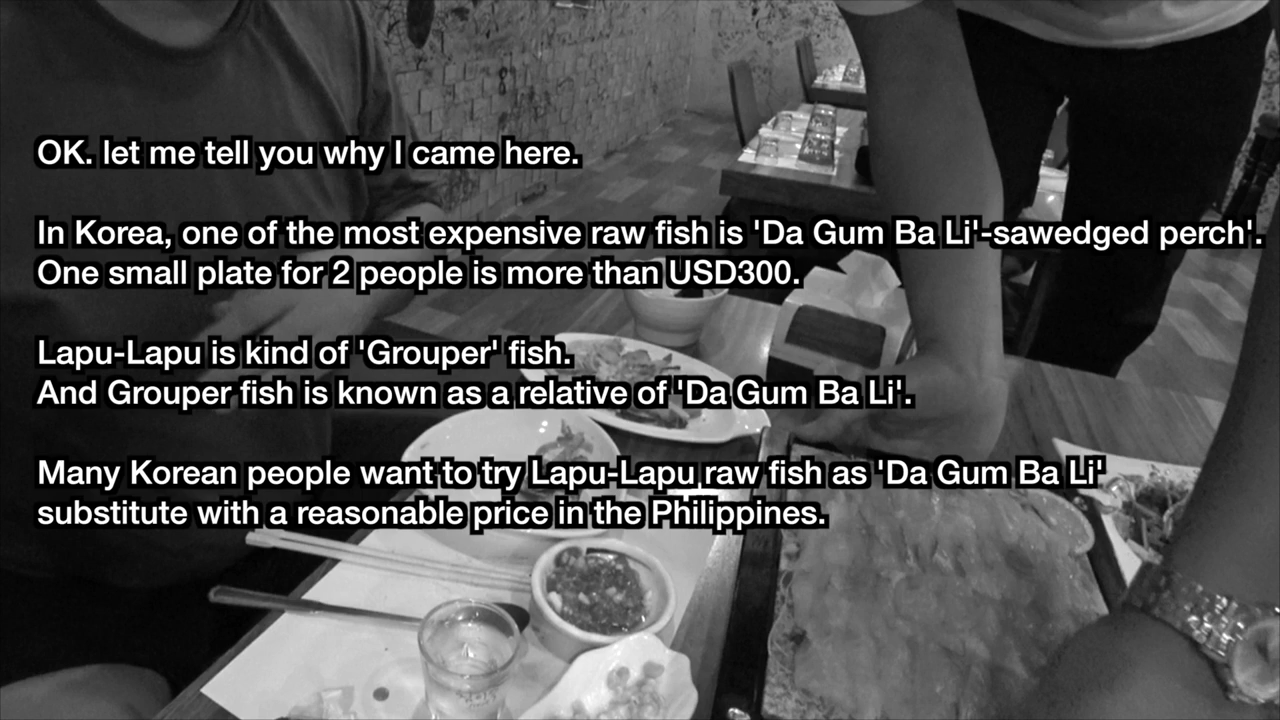 OK. let me tell you why I came here.
In Korea, one of the most expensive raw fish is 'Da Gum Ba Li'-sawedged perch'.
One small plate for 2 people is more than USD300.
Lapu-Lapu is kind of 'Grouper' fish.
And Grouper fish is known as a relative of 'Da Gum Ba Li'.
Many Korean people want to try Lapu-Lapu raw fish as 'Da Gum Ba Li'
substitute with a reasonable price in the Philippines.